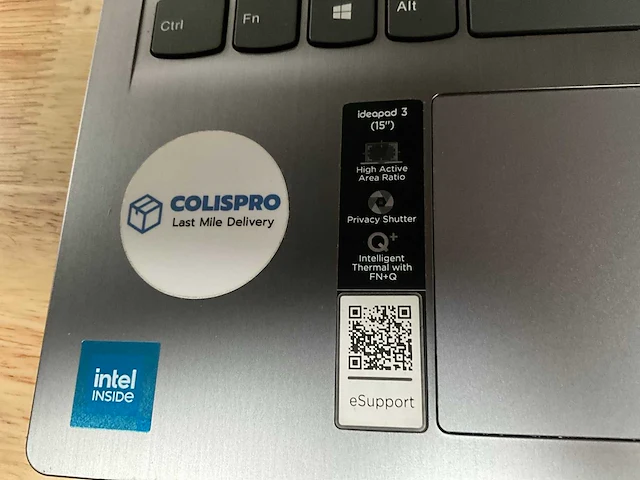 Ctrl
Fn
Alt
COLISPRO
Last Mile Delivery
ideapad 3
(15")
High Active
Area Ratio
Privacy Shutter
Q+
Intelligent
Thermal with
FN+Q
eSupport
intel
INSIDe